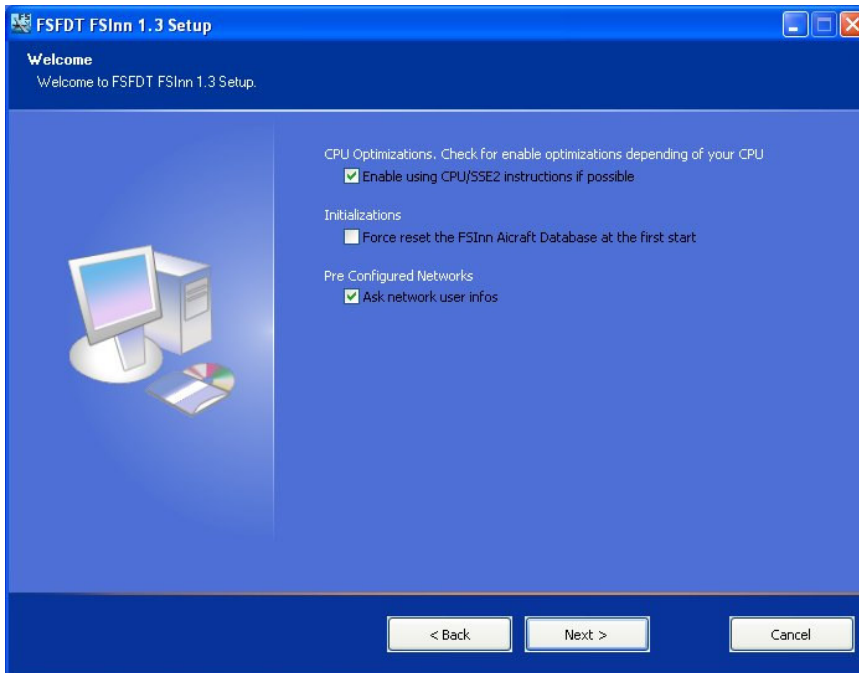 FSFDT FSInn 1.3 Setup
Welcome
Welcome to FSFDT FSInn 1.3 Setup.
CPU Optimizations. Check for enable optimizations depending of your CPU
Enable using CPU/SSE2 instructions if possible
Initializations
Force reset the FSInn Aicraft Database at the first start
Pre Configured Networks
Ask network user infos
< Back
Next >
Cancel